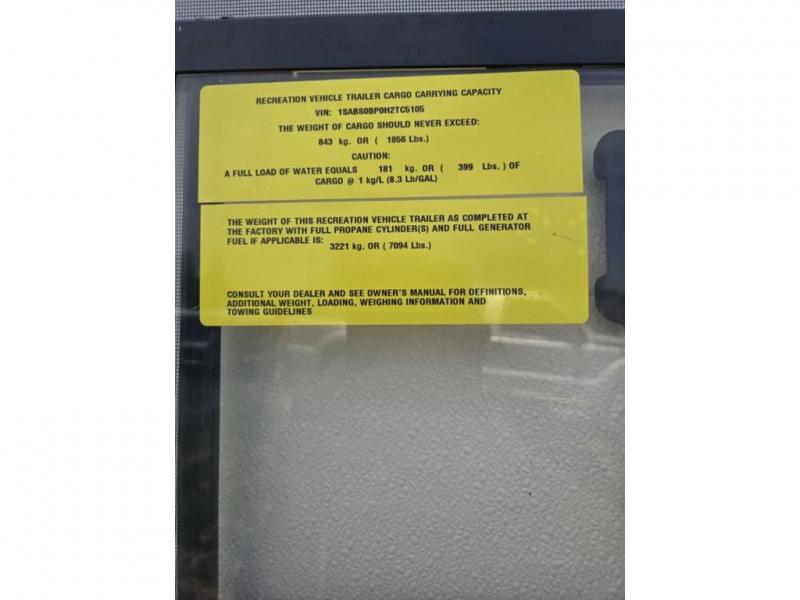 RECREATION VEHICLE TRAILER CARGO CARRYING CAPACITY
VIN: 1SABS0BP0H2TC5105
THE WEIGHT OF CARGO SHOULD NEVER EXCEED:
843 kg. OR ( 1856 Lbs.)
CAUTION:
A FULL LOAD OF WATER EQUALS 181 kg. OR ( 399 Lbs. ) OF
CARGO @ 1 kg/L (8.3 Lb/GAL)
THE WEIGHT OF THIS RECREATION VEHICLE TRAILER AS COMPLETED AT
THE FACTORY WITH FULL PROPANE CYLINDER(S) AND FULL GENERATOR
FUEL IF APPLICABLE IS: 3221 kg. OR ( 7094 Lbs.)
CONSULT YOUR DEALER AND SEE OWNER'S MANUAL FOR DEFINITIONS,
ADDITIONAL WEIGHT, LOADING, WEIGHING INFORMATION AND
TOWING GUIDELINES